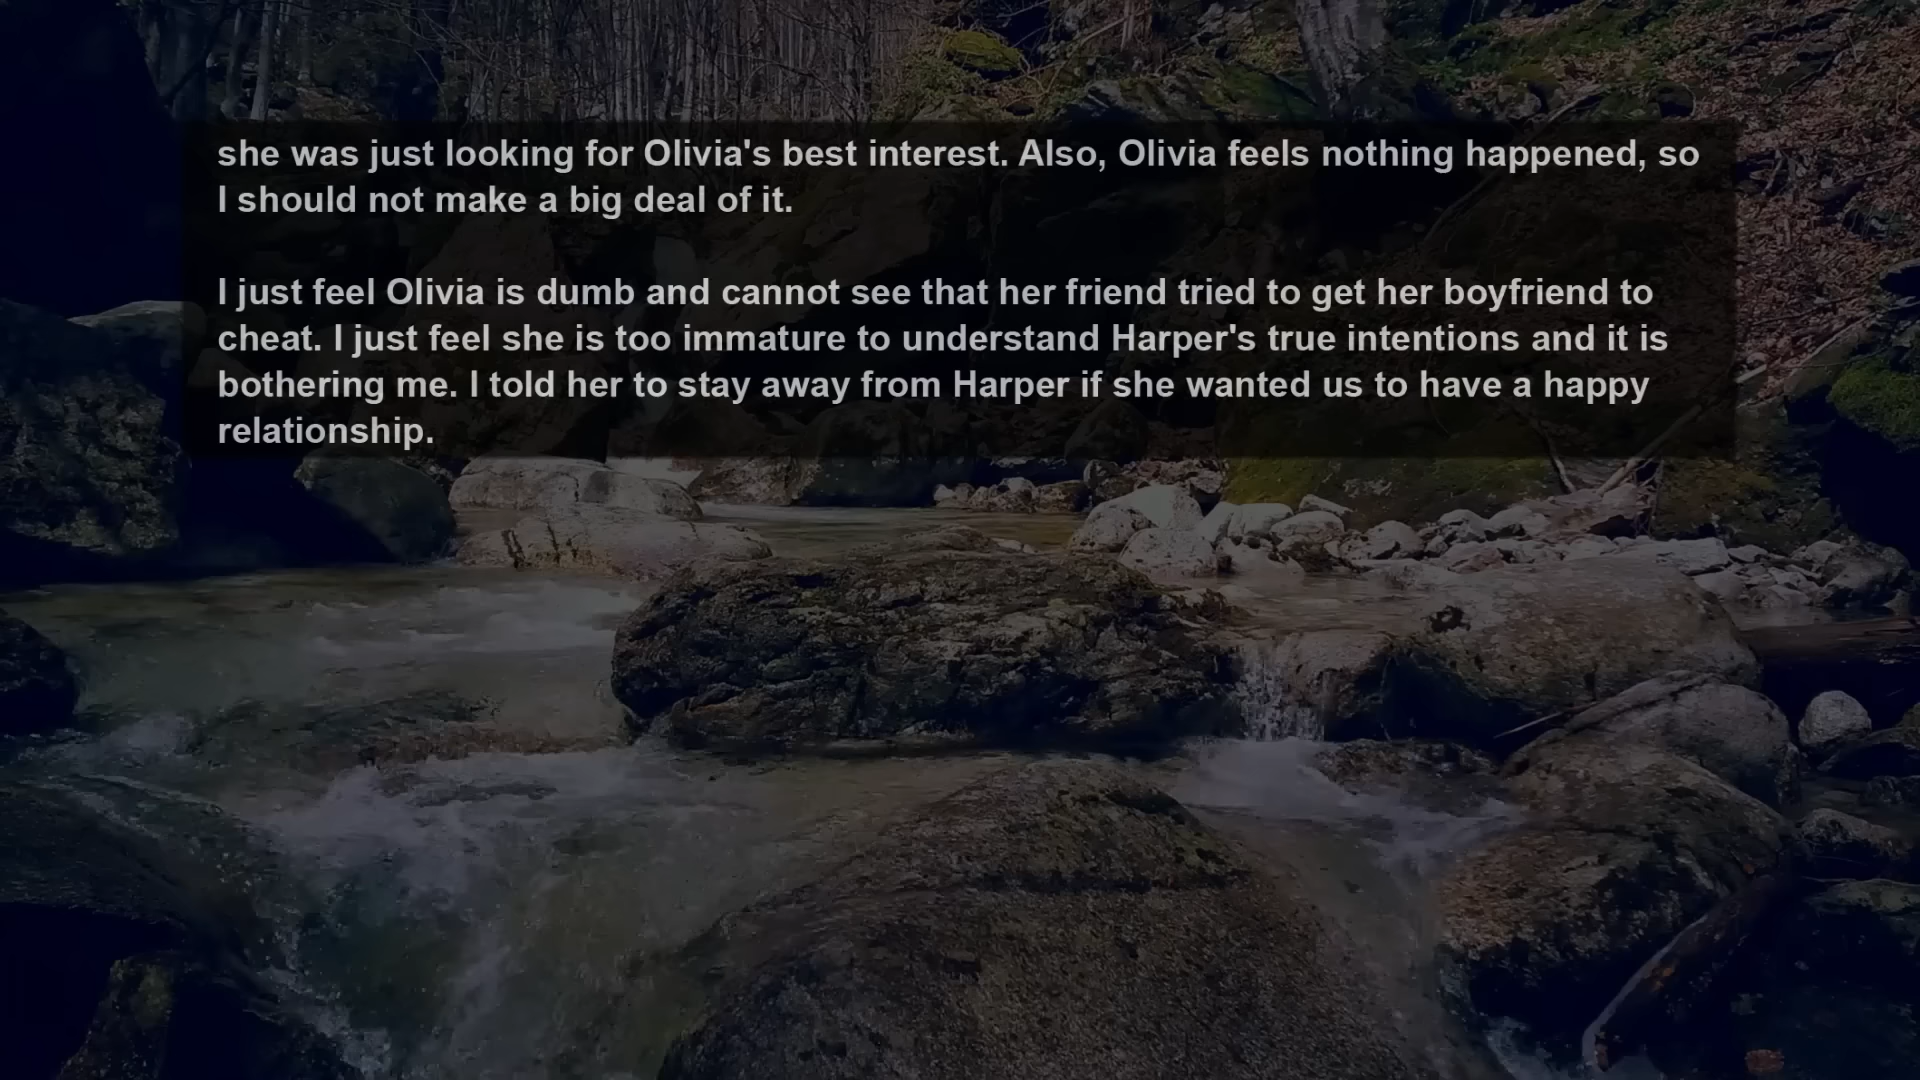 she was just looking for Olivia's best interest. Also, Olivia feels nothing happened, so
I should not make a big deal of it.
I just feel Olivia is dumb and cannot see that her friend tried to get her boyfriend to
cheat. I just feel she is too immature to understand Harper's true intentions and it is
bothering me. I told her to stay away from Harper if she wanted us to have a happy
relationship.